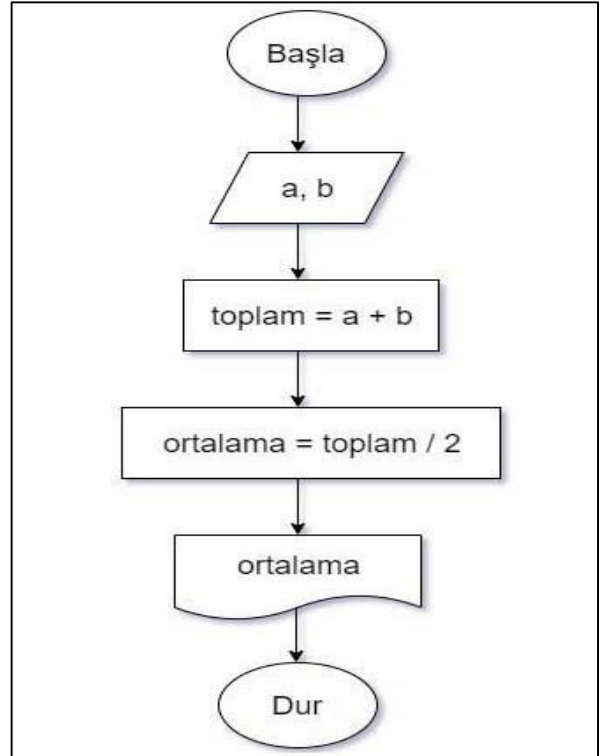 Başla
a, b
toplam = a + b
ortalama = toplam / 2
ortalama
Dur